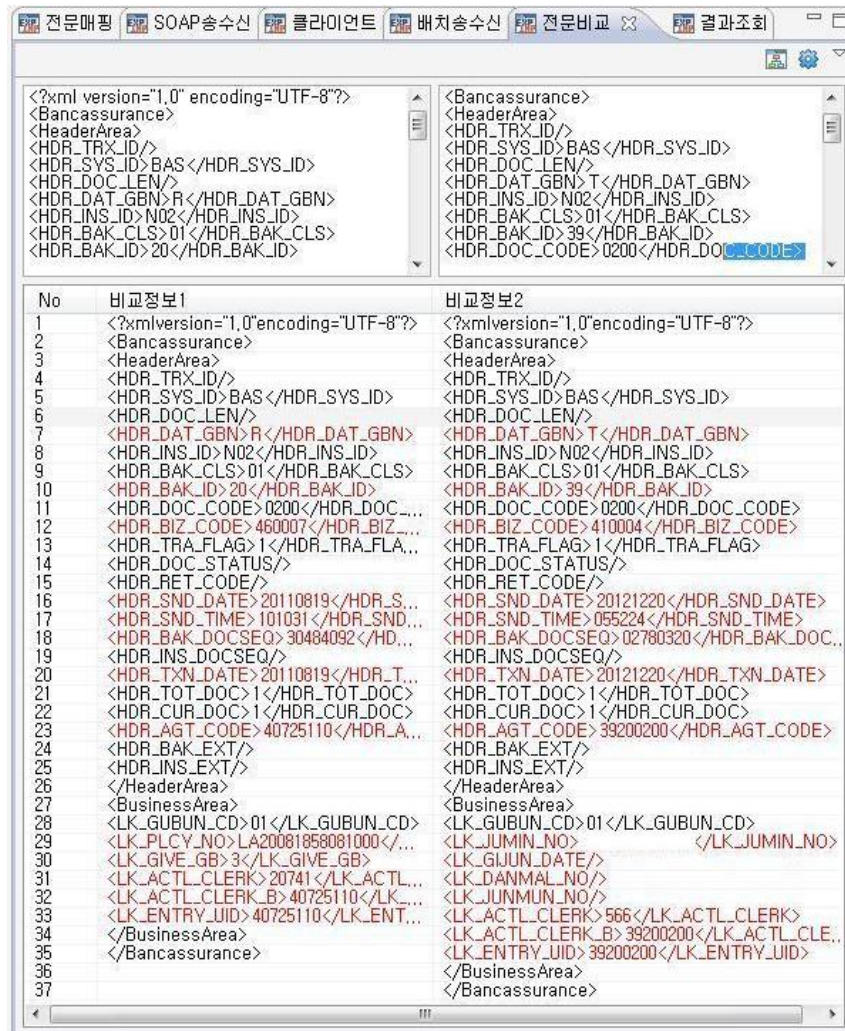 전문매핑 SOAP송수신 클라이언트 배치송수신 전문비교 결과조회
<?xml version="1.0" encoding="UTF-8"?>
<Bancassurance>
<HeaderArea>
<HDR_TRX_ID/>
<HDR_SYS_ID>BAS</HDR_SYS_ID>
<HDR_DOC_LEN/>
<HDR_DAT_GBN>R</HDR_DAT_GBN>
<HDR_INS_ID>N02</HDR_INS_ID>
<HDR_BAK_CLS>01</HDR_BAK_CLS>
<HDR_BAK_ID>20</HDR_BAK_ID>
<Bancassurance>
<HeaderArea>
<HDR_TRX_ID/>
<HDR_SYS_ID>BAS</HDR_SYS_ID>
<HDR_DOC_LEN/>
<HDR_DAT_GBN>T</HDR_DAT_GBN>
<HDR_INS_ID>N02</HDR_INS_ID>
<HDR_BAK_CLS>01</HDR_BAK_CLS>
<HDR_BAK_ID>39</HDR_BAK_ID>
<HDR_DOC_CODE>0200</HDR_DOC_CODE>
No 비교정보1 비교정보2
1 <?xmlversion="1.0"encoding="UTF-8"?> <?xmlversion="1.0"encoding="UTF-8"?>
2 <Bancassurance> <Bancassurance>
3 <HeaderArea> <HeaderArea>
4 <HDR_TRX_ID/> <HDR_TRX_ID/>
5 <HDR_SYS_ID>BAS</HDR_SYS_ID> <HDR_SYS_ID>BAS</HDR_SYS_ID>
6 <HDR_DOC_LEN/> <HDR_DOC_LEN/>
7 <HDR_DAT_GBN>R</HDR_DAT_GBN> <HDR_DAT_GBN>T</HDR_DAT_GBN>
8 <HDR_INS_ID>N02</HDR_INS_ID> <HDR_INS_ID>N02</HDR_INS_ID>
9 <HDR_BAK_CLS>01</HDR_BAK_CLS> <HDR_BAK_CLS>01</HDR_BAK_CLS>
10 <HDR_BAK_ID>20</HDR_BAK_ID> <HDR_BAK_ID>39</HDR_BAK_ID>
11 <HDR_DOC_CODE>0200</HDR_DOC_... <HDR_DOC_CODE>0200</HDR_DOC_CODE>
12 <HDR_BIZ_CODE>460007</HDR_BIZ_... <HDR_BIZ_CODE>410004</HDR_BIZ_CODE>
13 <HDR_TRA_FLAG>1</HDR_TRA_FLA... <HDR_TRA_FLAG>1</HDR_TRA_FLAG>
14 <HDR_DOC_STATUS/> <HDR_DOC_STATUS/>
15 <HDR_RET_CODE/> <HDR_RET_CODE/>
16 <HDR_SND_DATE>20110819</HDR_S... <HDR_SND_DATE>20121220</HDR_SND_DATE>
17 <HDR_SND_TIME>101031</HDR_SND... <HDR_SND_TIME>055224</HDR_SND_TIME>
18 <HDR_BAK_DOCSEQ>30484092</HD... <HDR_BAK_DOCSEQ>02780320</HDR_BAK_DOC...
19 <HDR_INS_DOCSEQ/> <HDR_INS_DOCSEQ/>
20 <HDR_TXN_DATE>20110819</HDR_T... <HDR_TXN_DATE>20121220</HDR_TXN_DATE>
21 <HDR_TOT_DOC>1</HDR_TOT_DOC> <HDR_TOT_DOC>1</HDR_TOT_DOC>
22 <HDR_CUR_DOC>1</HDR_CUR_DOC> <HDR_CUR_DOC>1</HDR_CUR_DOC>
23 <HDR_AGT_CODE>40725110</HDR_A... <HDR_AGT_CODE>39200200</HDR_AGT_CODE>
24 <HDR_BAK_EXT/> <HDR_BAK_EXT/>
25 <HDR_INS_EXT/> <HDR_INS_EXT/>
26 </HeaderArea> </HeaderArea>
27 <BusinessArea> <BusinessArea>
28 <LK_GUBUN_CD>01</LK_GUBUN_CD> <LK_GUBUN_CD>01</LK_GUBUN_CD>
29 <LK_PLCY_NO>LA20081858081000</... <LK_JUMIN_NO> </LK_JUMIN_NO>
30 <LK_GIVE_GB>3</LK_GIVE_GB> <LK_GIJUN_DATE/>
31 <LK_ACTL_CLERK>20741</LK_ACTL... <LK_DANMAL_NO/>
32 <LK_ACTL_CLERK_B>40725110</LK_... <LK_JUNMUN_NO/>
33 <LK_ENTRY_UID>40725110</LK_ENT... <LK_ACTL_CLERK>566</LK_ACTL_CLERK>
34 </BusinessArea> <LK_ACTL_CLERK_B>39200200</LK_ACTL_CLE...
35 </Bancassurance> <LK_ENTRY_UID>39200200</LK_ENTRY_UID>
36 </BusinessArea>
37 </Bancassurance>